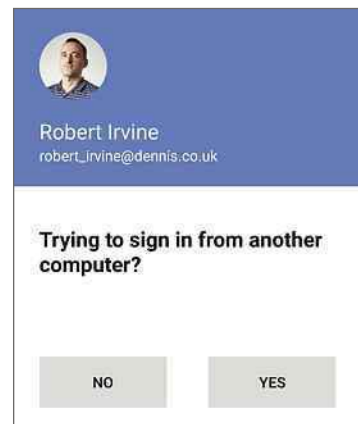 Robert Irvine
robert_irvine@dennis.co.uk
Trying to sign in from another
computer?
NO
YES